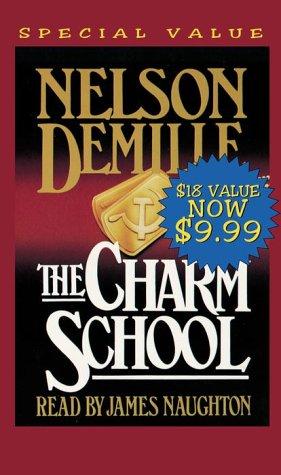 SPECIAL VALUE
NELSON
DEMILLE
$18 VALUE
NOW
$9.99
THE CHARM
SCHOOL
READ BY JAMES NAUGHTON